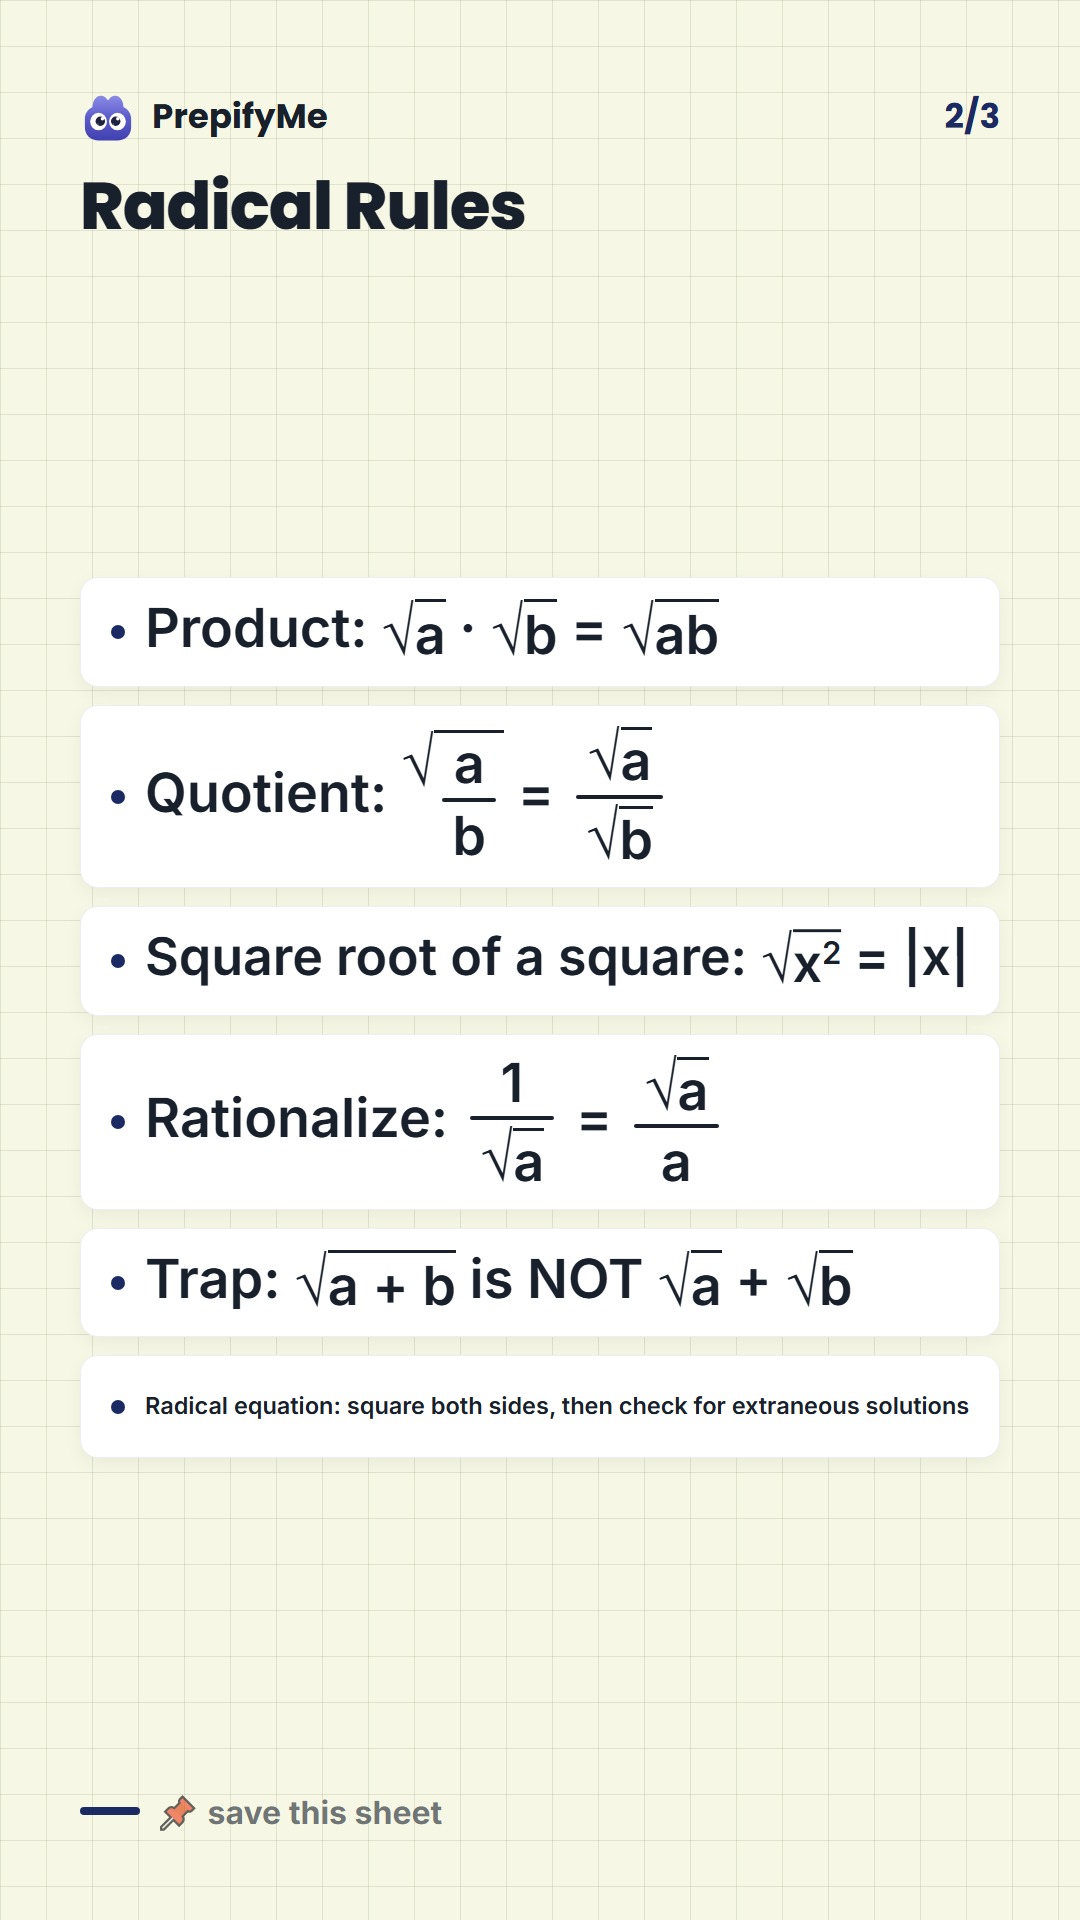 PrepifyMe
2/3
Radical Rules
• Product: √a · √b = √ab
• Quotient: √(a/b) = √a/√b
• Square root of a square: √x² = |x|
• Rationalize: 1/√a = √a/a
• Trap: √(a + b) is NOT √a + √b
• Radical equation: square both sides, then check for extraneous solutions
📌 save this sheet